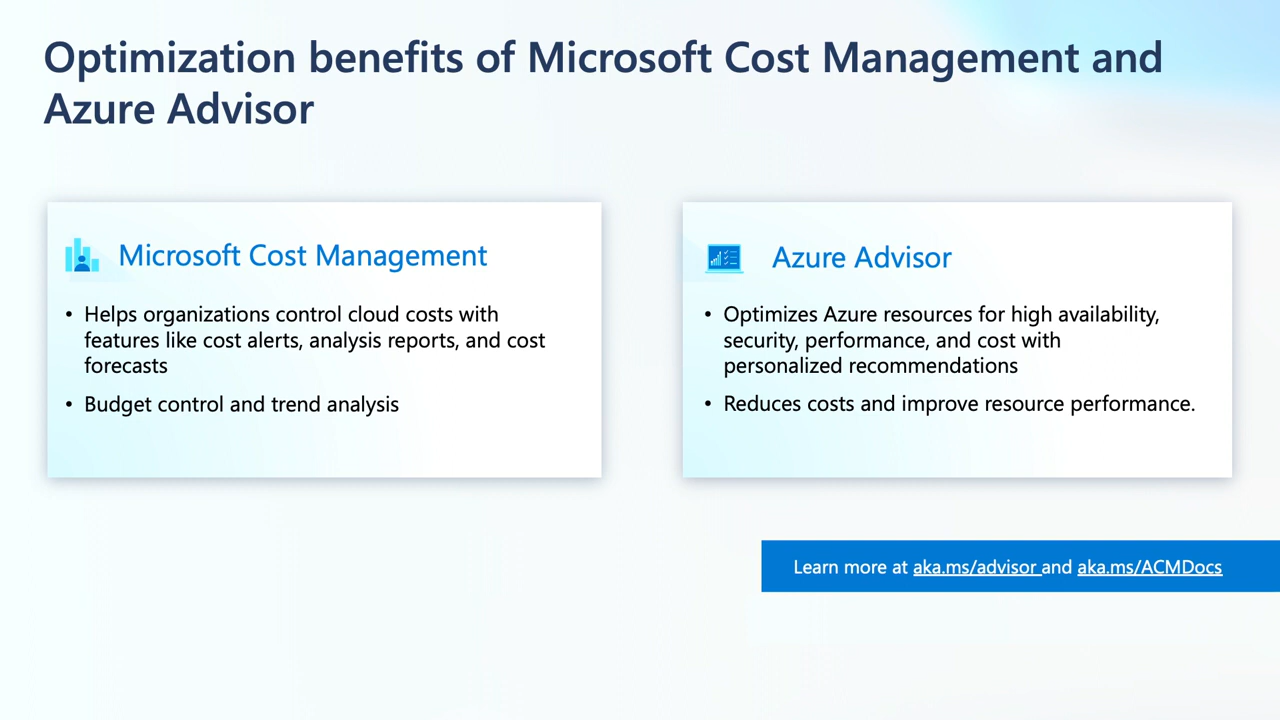 Optimization benefits of Microsoft Cost Management and
Azure Advisor
Microsoft Cost Management
• Helps organizations control cloud costs with
features like cost alerts, analysis reports, and cost
forecasts
• Budget control and trend analysis
Azure Advisor
• Optimizes Azure resources for high availability,
security, performance, and cost with
personalized recommendations
• Reduces costs and improve resource performance.
Learn more at aka.ms/advisor and aka.ms/ACMDocs